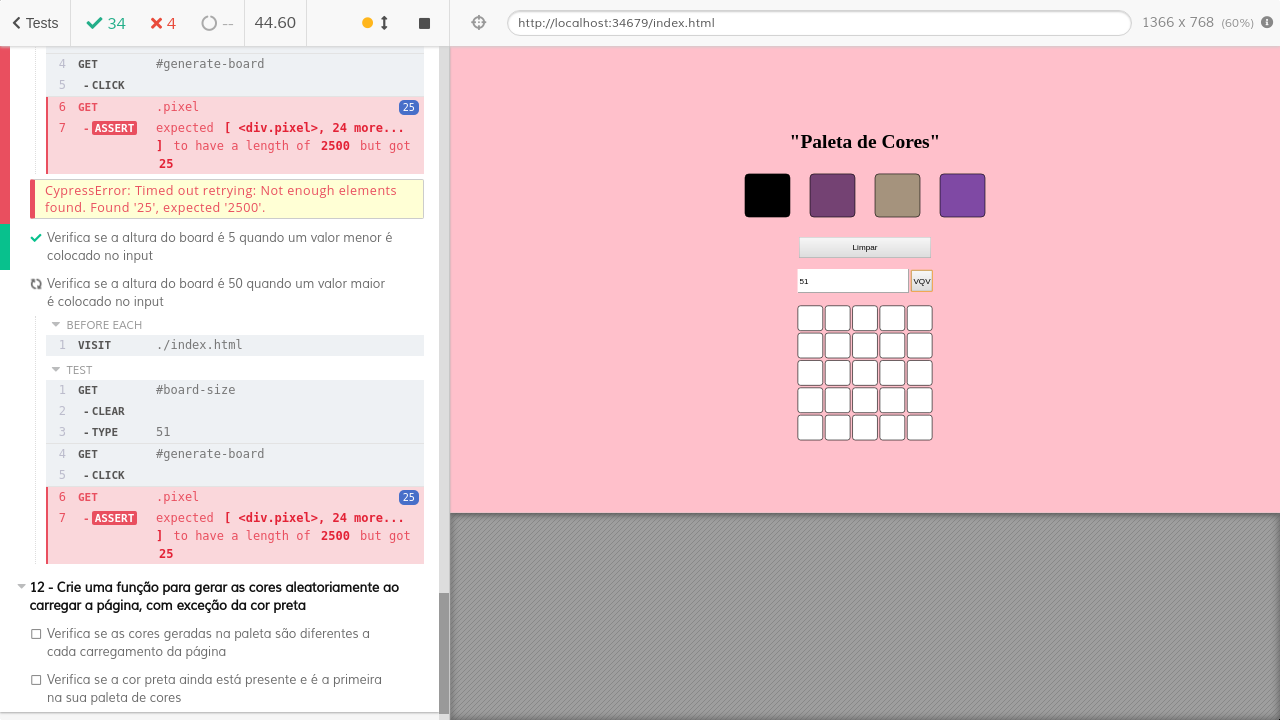 Tests 34 4 -- 44.60 http://localhost:34679/index.html 1366 x 768 (60%)
4 GET #generate-board
5 - CLICK
6 GET .pixel 25
7 - ASSERT expected [ <div.pixel>, 24 more...
] to have a length of 2500 but got
25
CypressError: Timed out retrying: Not enough elements
found. Found '25', expected '2500'.
Verifica se a altura do board é 5 quando um valor menor é
colocado no input
Verifica se a altura do board é 50 quando um valor maior
é colocado no input
BEFORE EACH
1 VISIT ./index.html
TEST
1 GET #board-size
2 - CLEAR
3 - TYPE 51
4 GET #generate-board
5 - CLICK
6 GET .pixel 25
7 - ASSERT expected [ <div.pixel>, 24 more...
] to have a length of 2500 but got
25
12 - Crie uma função para gerar as cores aleatoriamente ao
carregar a página, com exceção da cor preta
Verifica se as cores geradas na paleta são diferentes a
cada carregamento da página
Verifica se a cor preta ainda está presente e é a primeira
na sua paleta de cores
"Paleta de Cores"
Limpar
51 VQV